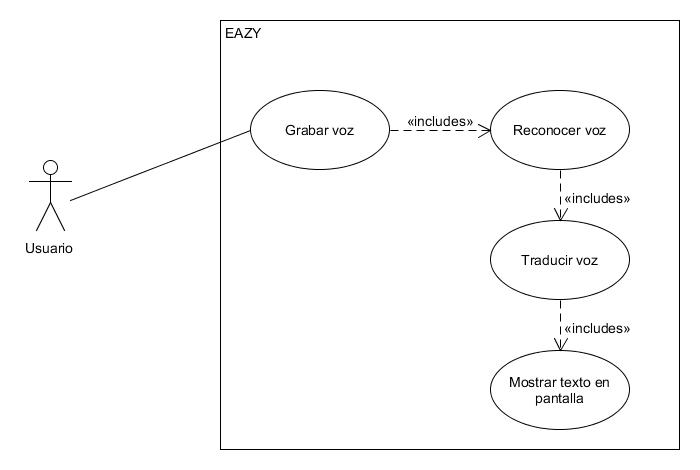 EAZY
Grabar voz
«includes»
Reconocer voz
«includes»
Usuario
Traducir voz
«includes»
Mostrar texto en
pantalla